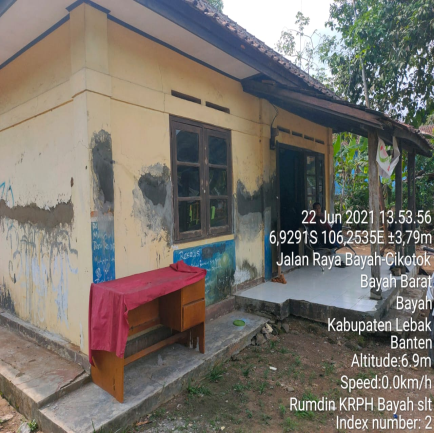 22 Jun 2021 13.53.56
6,9291S 106,2535E ±3,79m
Jalan Raya Bayah-Cikotok
Bayah Barat
Bayah
Kabupaten Lebak
Banten
Altitude:6.9m
Speed:0.0km/h
Rumdin KRPH Bayah slt
Index number: 2